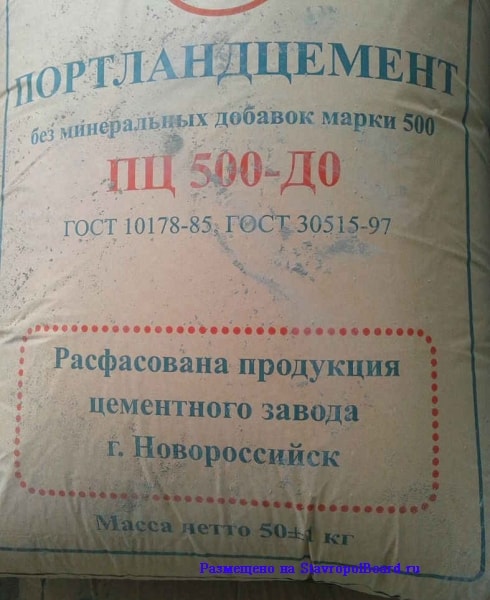 ПОРТЛАНДЦЕМЕНТ
без минеральных добавок марки 500
ПЦ 500-Д0
ГОСТ 10178-85, ГОСТ 30515-97
Расфасована продукция
цементного завода
г. Новороссийск
Масса нетто 50±1 кг
Размещено на StavropolBoard.ru